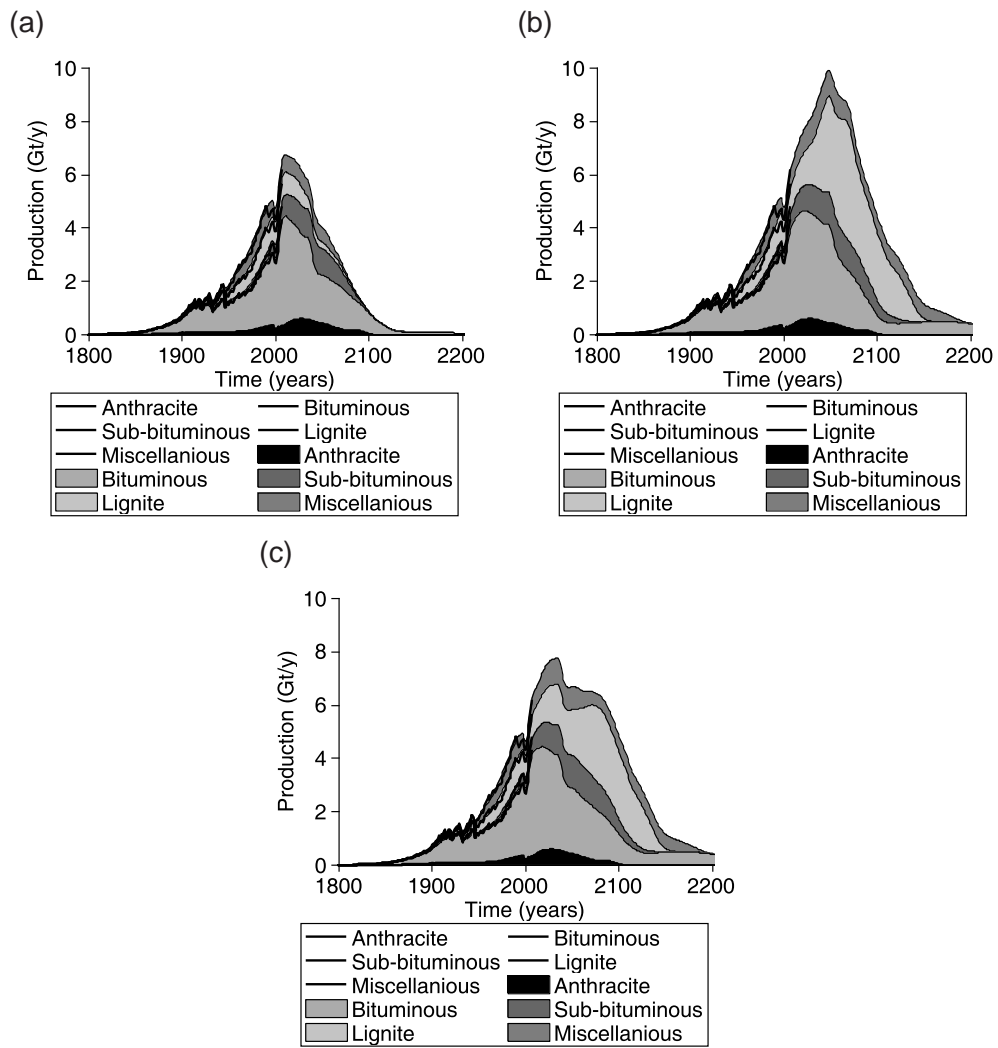 (a)
Production (Gt/y)
10
8
6
4
2
0
1800 1900 2000 2100 2200
Time (years)
Anthracite Bituminous
Sub-bituminous Lignite
Miscellanious Anthracite
Bituminous Sub-bituminous
Lignite Miscellanious
(b)
Production (Gt/y)
10
8
6
4
2
0
1800 1900 2000 2100 2200
Time (years)
Anthracite Bituminous
Sub-bituminous Lignite
Miscellanious Anthracite
Bituminous Sub-bituminous
Lignite Miscellanious
(c)
Production (Gt/y)
10
8
6
4
2
0
1800 1900 2000 2100 2200
Time (years)
Anthracite Bituminous
Sub-bituminous Lignite
Miscellanious Anthracite
Bituminous Sub-bituminous
Lignite Miscellanious